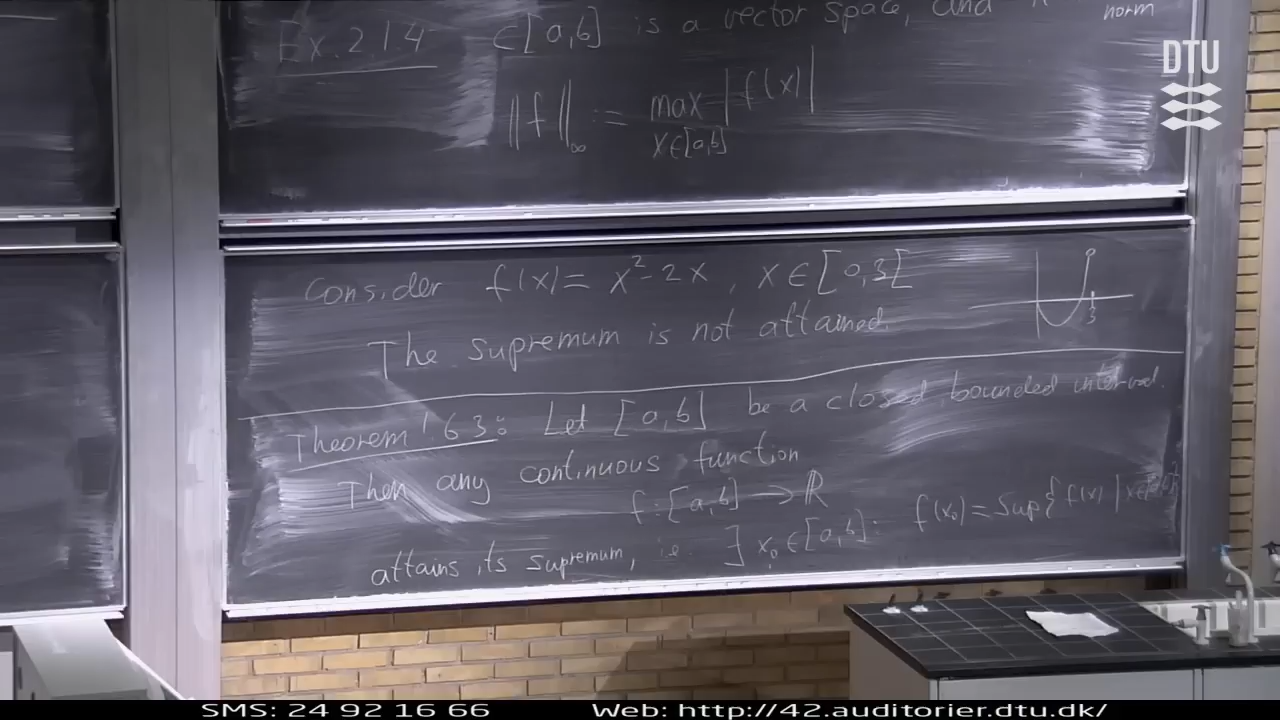 Ex. 2.1.4 C[a,b] is a vector space, and
norm
||f||∞ := max |f(x)|
x∈[a,b]
DTU
Consider f(x) = x²-2x, x ∈ [0,3[
3
The supremum is not attained.
Theorem 1.6.3: Let [a,b] be a closed, bounded interval.
Then any continuous function
f: [a,b] → ℝ
attains its supremum, i.e. ∃ x₀ ∈ [a,b]: f(x₀) = sup{f(x) | x∈[a,b]}
SMS: 24 92 16 66 Web: http://42.auditorier.dtu.dk/